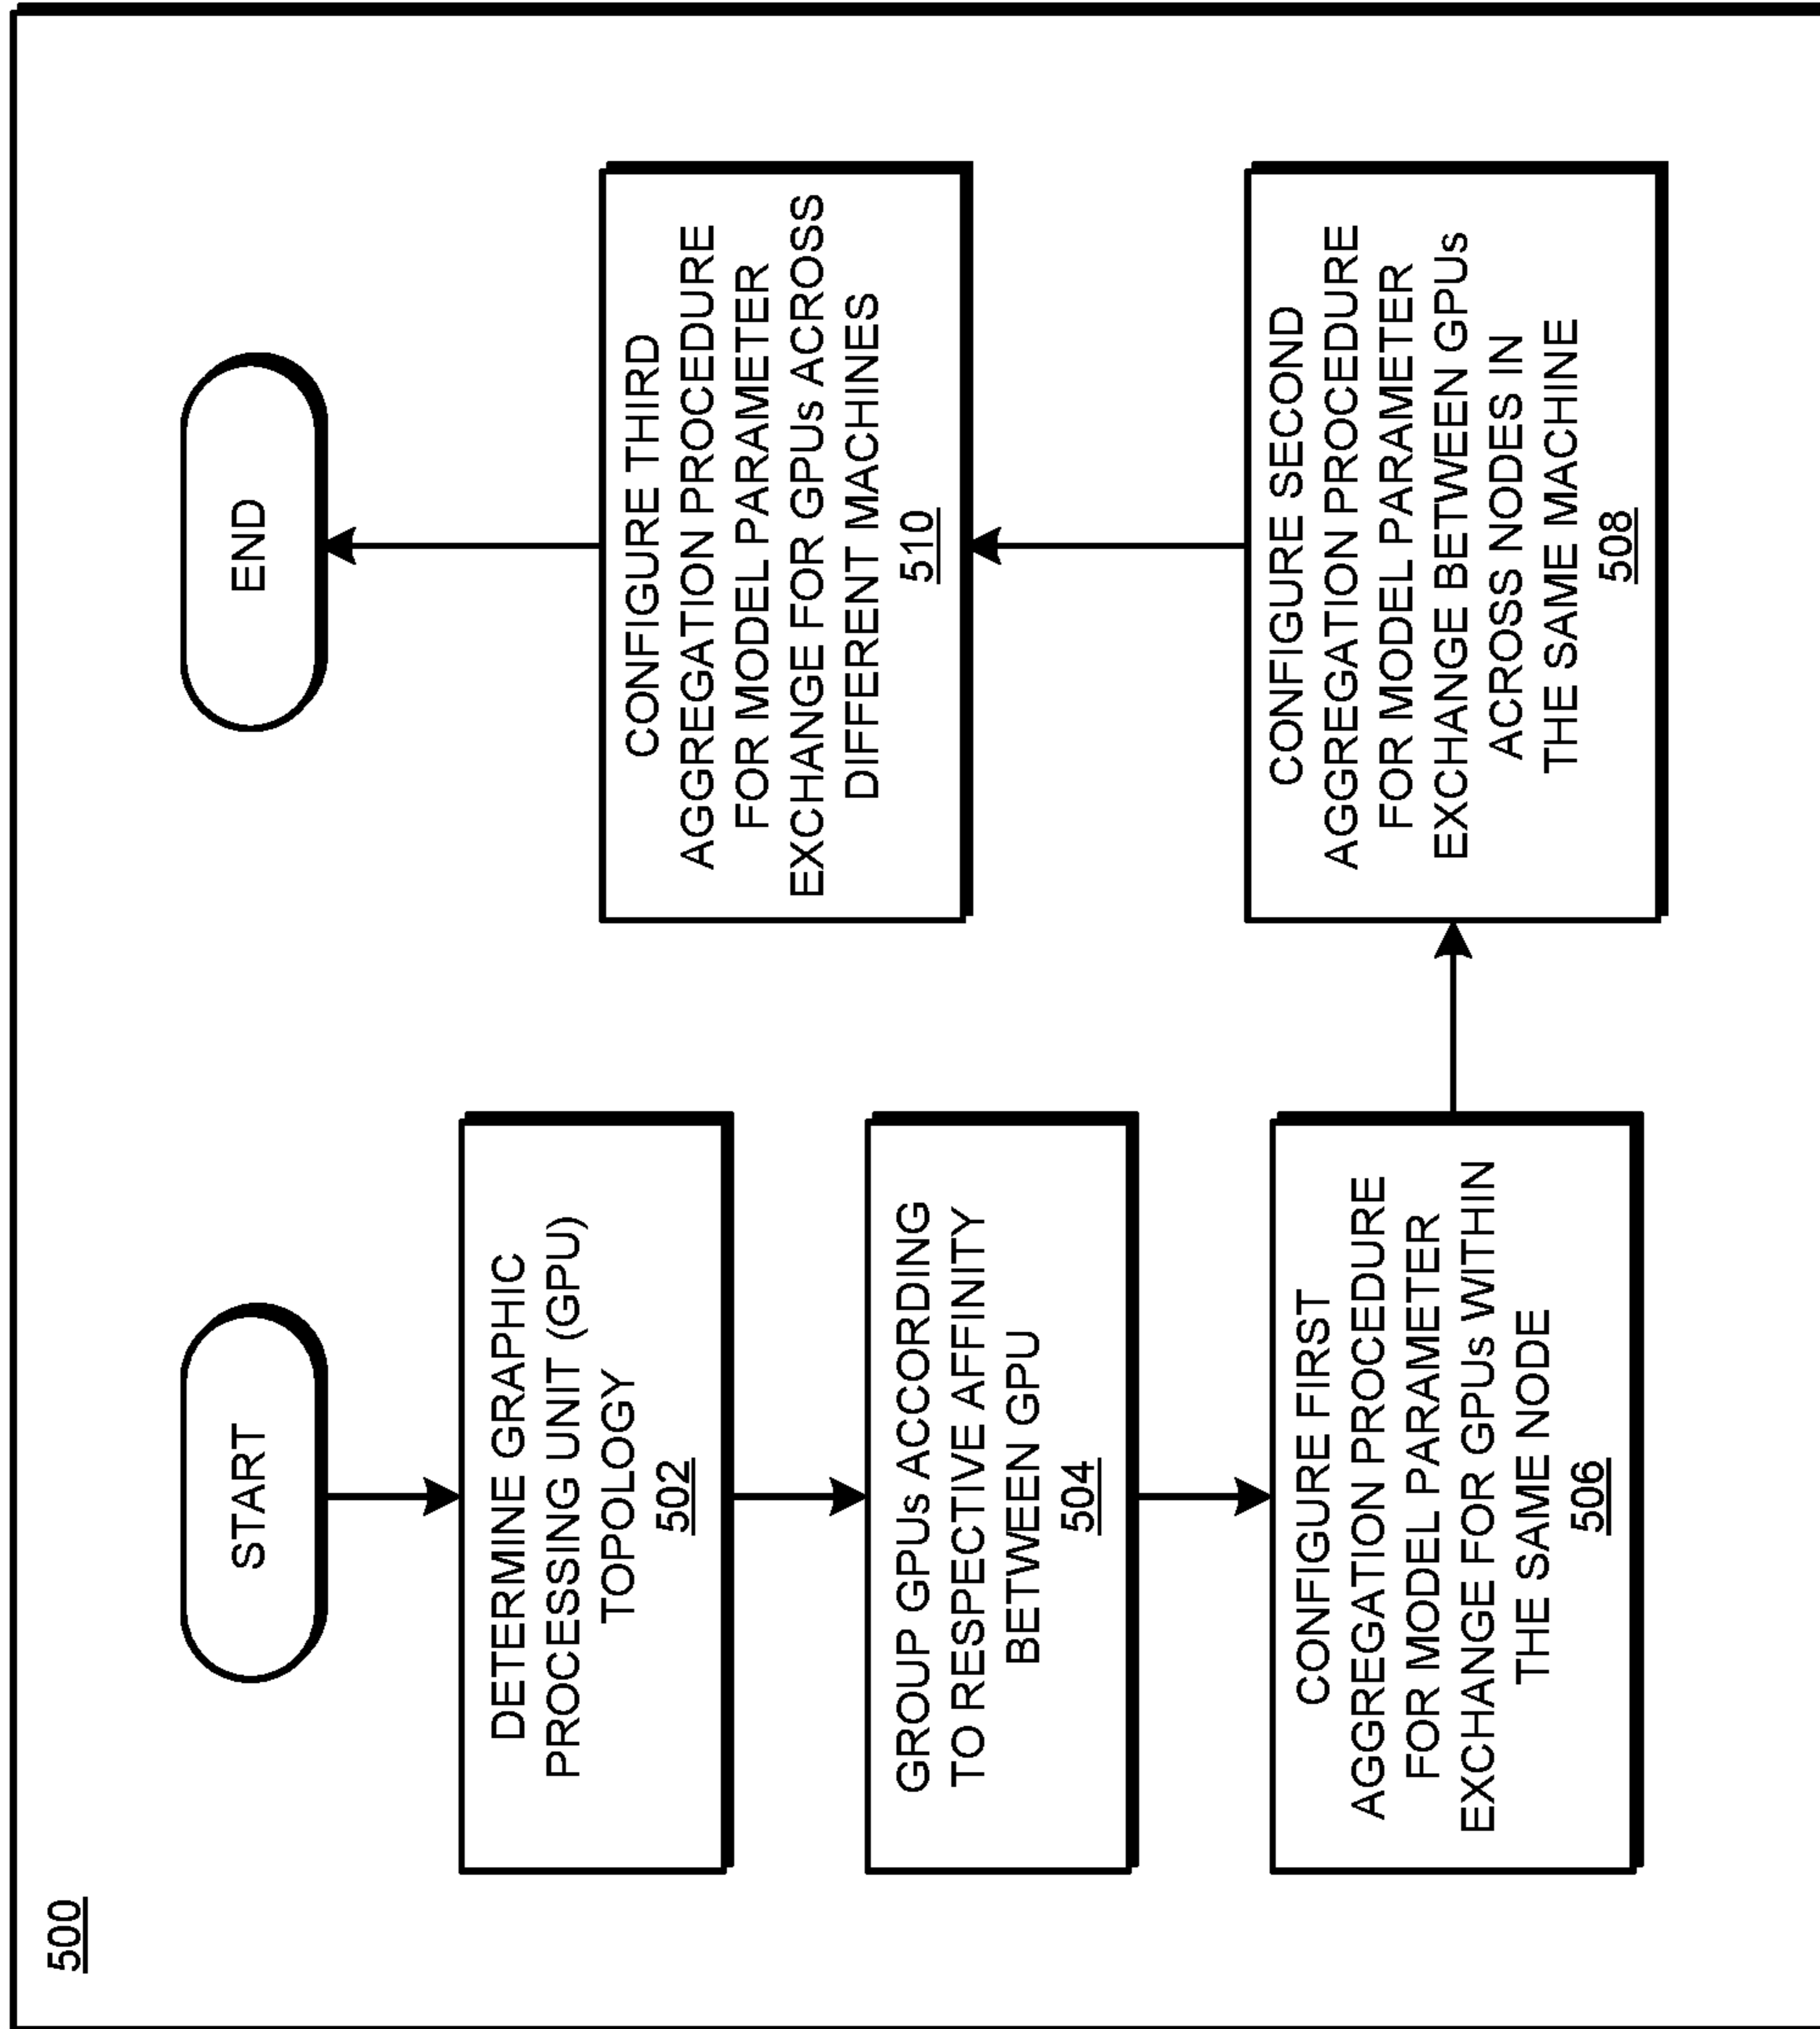 500
START
DETERMINE GRAPHIC
PROCESSING UNIT (GPU)
TOPOLOGY
502
GROUP GPUs ACCORDING
TO RESPECTIVE AFFINITY
BETWEEN GPU
504
CONFIGURE FIRST
AGGREGATION PROCEDURE
FOR MODEL PARAMETER
EXCHANGE FOR GPUs WITHIN
THE SAME NODE
506
CONFIGURE SECOND
AGGREGATION PROCEDURE
FOR MODEL PARAMETER
EXCHANGE BETWEEN GPUs
ACROSS NODES IN
THE SAME MACHINE
508
CONFIGURE THIRD
AGGREGATION PROCEDURE
FOR MODEL PARAMETER
EXCHANGE FOR GPUs ACROSS
DIFFERENT MACHINES
510
END